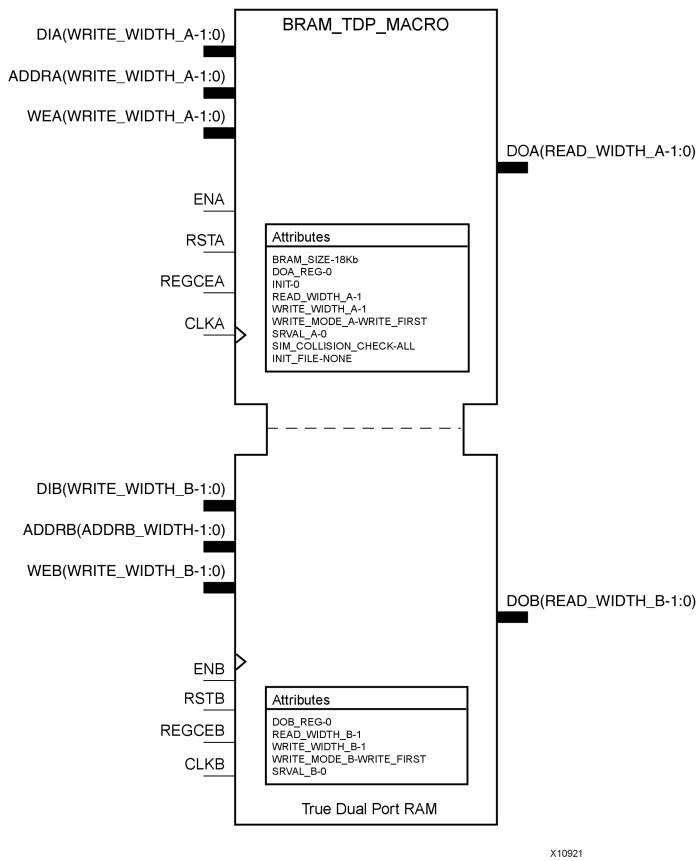 BRAM_TDP_MACRO
DIA(WRITE_WIDTH_A-1:0)
ADDRA(WRITE_WIDTH_A-1:0)
WEA(WRITE_WIDTH_A-1:0)
DOA(READ_WIDTH_A-1:0)
ENA
RSTA
REGCEA
CLKA
Attributes
BRAM_SIZE-18Kb
DOA_REG-0
INIT-0
READ_WIDTH_A-1
WRITE_WIDTH_A-1
WRITE_MODE_A-WRITE_FIRST
SRVAL_A-0
SIM_COLLISION_CHECK-ALL
INIT_FILE-NONE
DIB(WRITE_WIDTH_B-1:0)
ADDRB(ADDRB_WIDTH-1:0)
WEB(WRITE_WIDTH_B-1:0)
DOB(READ_WIDTH_B-1:0)
ENB
RSTB
REGCEB
CLKB
Attributes
DOB_REG-0
READ_WIDTH_B-1
WRITE_WIDTH_B-1
WRITE_MODE_B-WRITE_FIRST
SRVAL_B-0
True Dual Port RAM
X10921